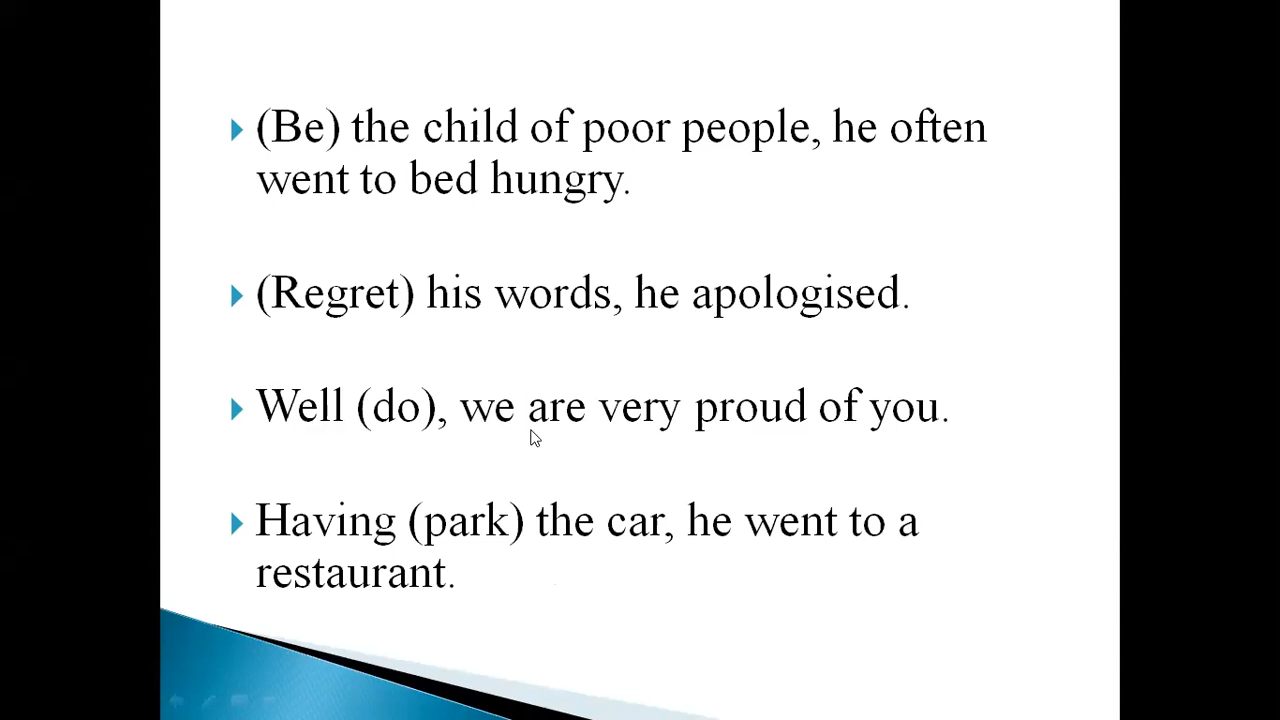 (Be) the child of poor people, he often
went to bed hungry.
(Regret) his words, he apologised.
Well (do), we are very proud of you.
Having (park) the car, he went to a
restaurant.